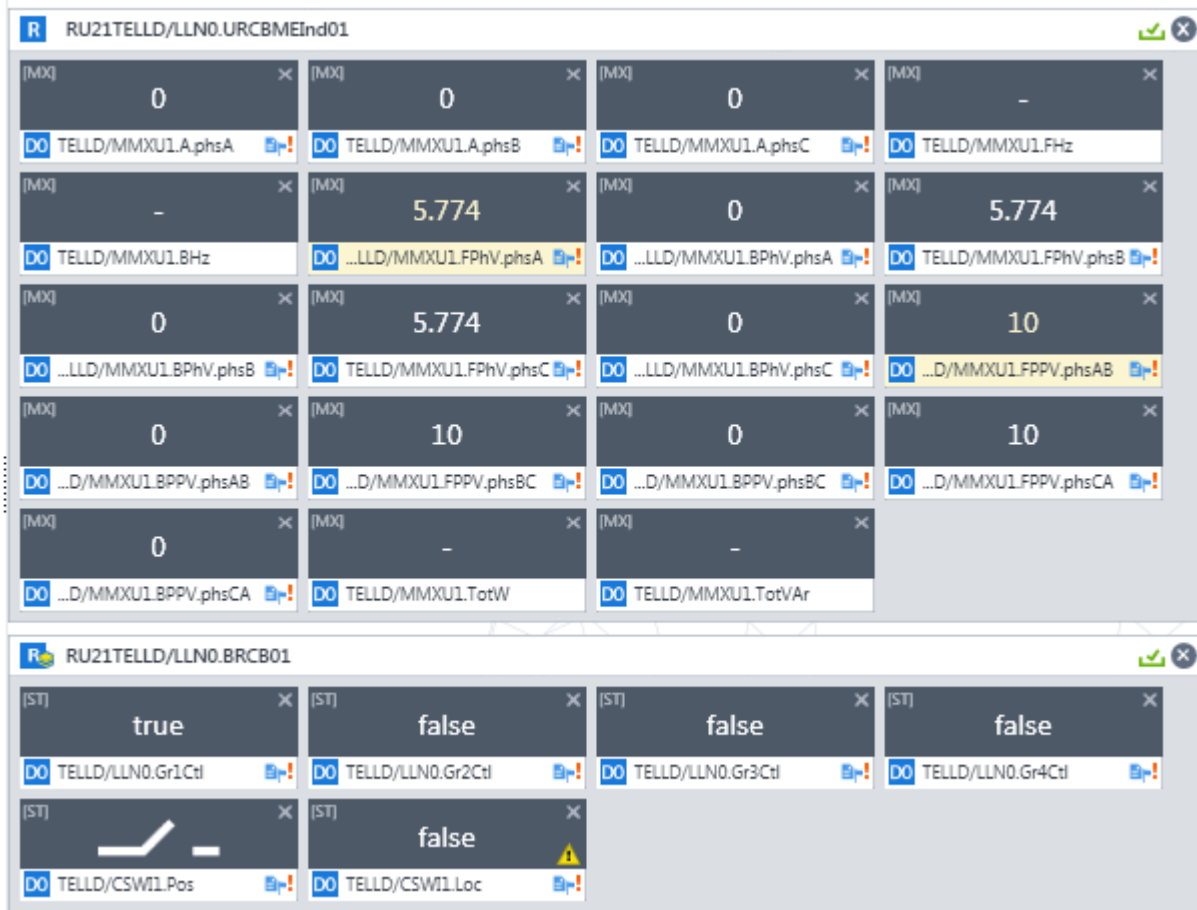 R RU21TELLD/LLN0.URCBMEInd01
[MX] [MX] [MX] [MX]
0 0 0 -
DO TELLD/MMXU1.A.phsA DO TELLD/MMXU1.A.phsB DO TELLD/MMXU1.A.phsC DO TELLD/MMXU1.FHz
[MX] [MX] [MX] [MX]
- 5.774 0 5.774
DO TELLD/MMXU1.BHz DO ...LLD/MMXU1.FPhV.phsA DO ...LLD/MMXU1.BPhV.phsA DO TELLD/MMXU1.FPhV.phsB
[MX] [MX] [MX] [MX]
0 5.774 0 10
DO ...LLD/MMXU1.BPhV.phsB DO TELLD/MMXU1.FPhV.phsC DO ...LLD/MMXU1.BPhV.phsC DO ...D/MMXU1.FPPV.phsAB
[MX] [MX] [MX] [MX]
0 10 0 10
DO ...D/MMXU1.BPPV.phsAB DO ...D/MMXU1.FPPV.phsBC DO ...D/MMXU1.BPPV.phsBC DO ...D/MMXU1.FPPV.phsCA
[MX] [MX] [MX]
0 - -
DO ...D/MMXU1.BPPV.phsCA DO TELLD/MMXU1.TotW DO TELLD/MMXU1.TotVAr
R RU21TELLD/LLN0.BRCB01
[ST] [ST] [ST] [ST]
true false false false
DO TELLD/LLN0.Gr1Ctl DO TELLD/LLN0.Gr2Ctl DO TELLD/LLN0.Gr3Ctl DO TELLD/LLN0.Gr4Ctl
[ST] [ST]
false
DO TELLD/CSWI1.Pos DO TELLD/CSWI1.Loc